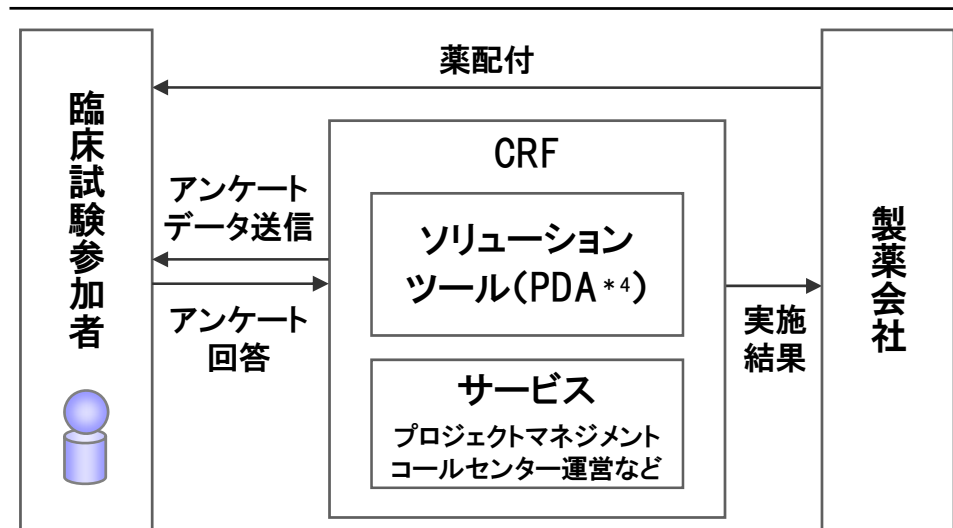 薬配付
臨床試験参加者
アンケート
データ送信
アンケート
回答
CRF
ソリューション
ツール(PDA*4)
サービス
プロジェクトマネジメント
コールセンター運営など
実施
結果
製薬会社